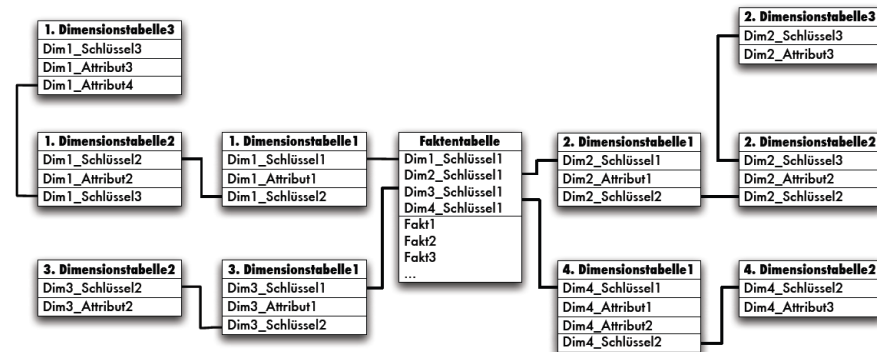 1. Dimensionstabelle3
Dim1_Schlüssel3
Dim1_Attribut3
Dim1_Attribut4
2. Dimensionstabelle3
Dim2_Schlüssel3
Dim2_Attribut3
1. Dimensionstabelle2
Dim1_Schlüssel2
Dim1_Attribut2
Dim1_Schlüssel3
1. Dimensionstabelle1
Dim1_Schlüssel1
Dim1_Attribut1
Dim1_Schlüssel2
Faktentabelle
Dim1_Schlüssel1
Dim2_Schlüssel1
Dim3_Schlüssel1
Dim4_Schlüssel1
Fakt1
Fakt2
Fakt3
...
2. Dimensionstabelle1
Dim2_Schlüssel1
Dim2_Attribut1
Dim2_Schlüssel2
2. Dimensionstabelle2
Dim2_Schlüssel3
Dim2_Attribut2
Dim2_Schlüssel2
3. Dimensionstabelle2
Dim3_Schlüssel2
Dim3_Attribut2
3. Dimensionstabelle1
Dim3_Schlüssel1
Dim3_Attribut1
Dim3_Schlüssel2
4. Dimensionstabelle1
Dim4_Schlüssel1
Dim4_Attribut1
Dim4_Attribut2
Dim4_Schlüssel2
4. Dimensionstabelle2
Dim4_Schlüssel2
Dim4_Attribut3